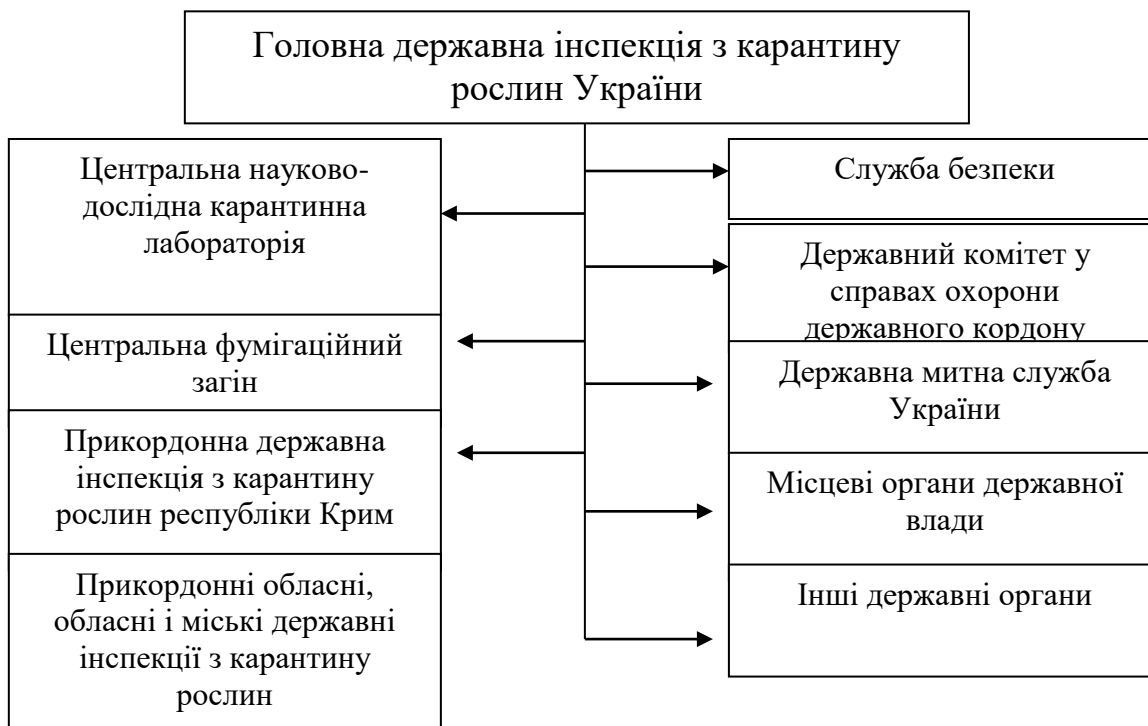 Головна державна інспекція з карантину
рослин України
Центральна науково-
дослідна карантинна
лабораторія
Центральна фумігаційний
загін
Прикордонна державна
інспекція з карантину
рослин республіки Крим
Прикордонні обласні,
обласні і міські державні
інспекції з карантину
рослин
Служба безпеки
Державний комітет у
справах охорони
державного кордону
Державна митна служба
України
Місцеві органи державної
влади
Інші державні органи